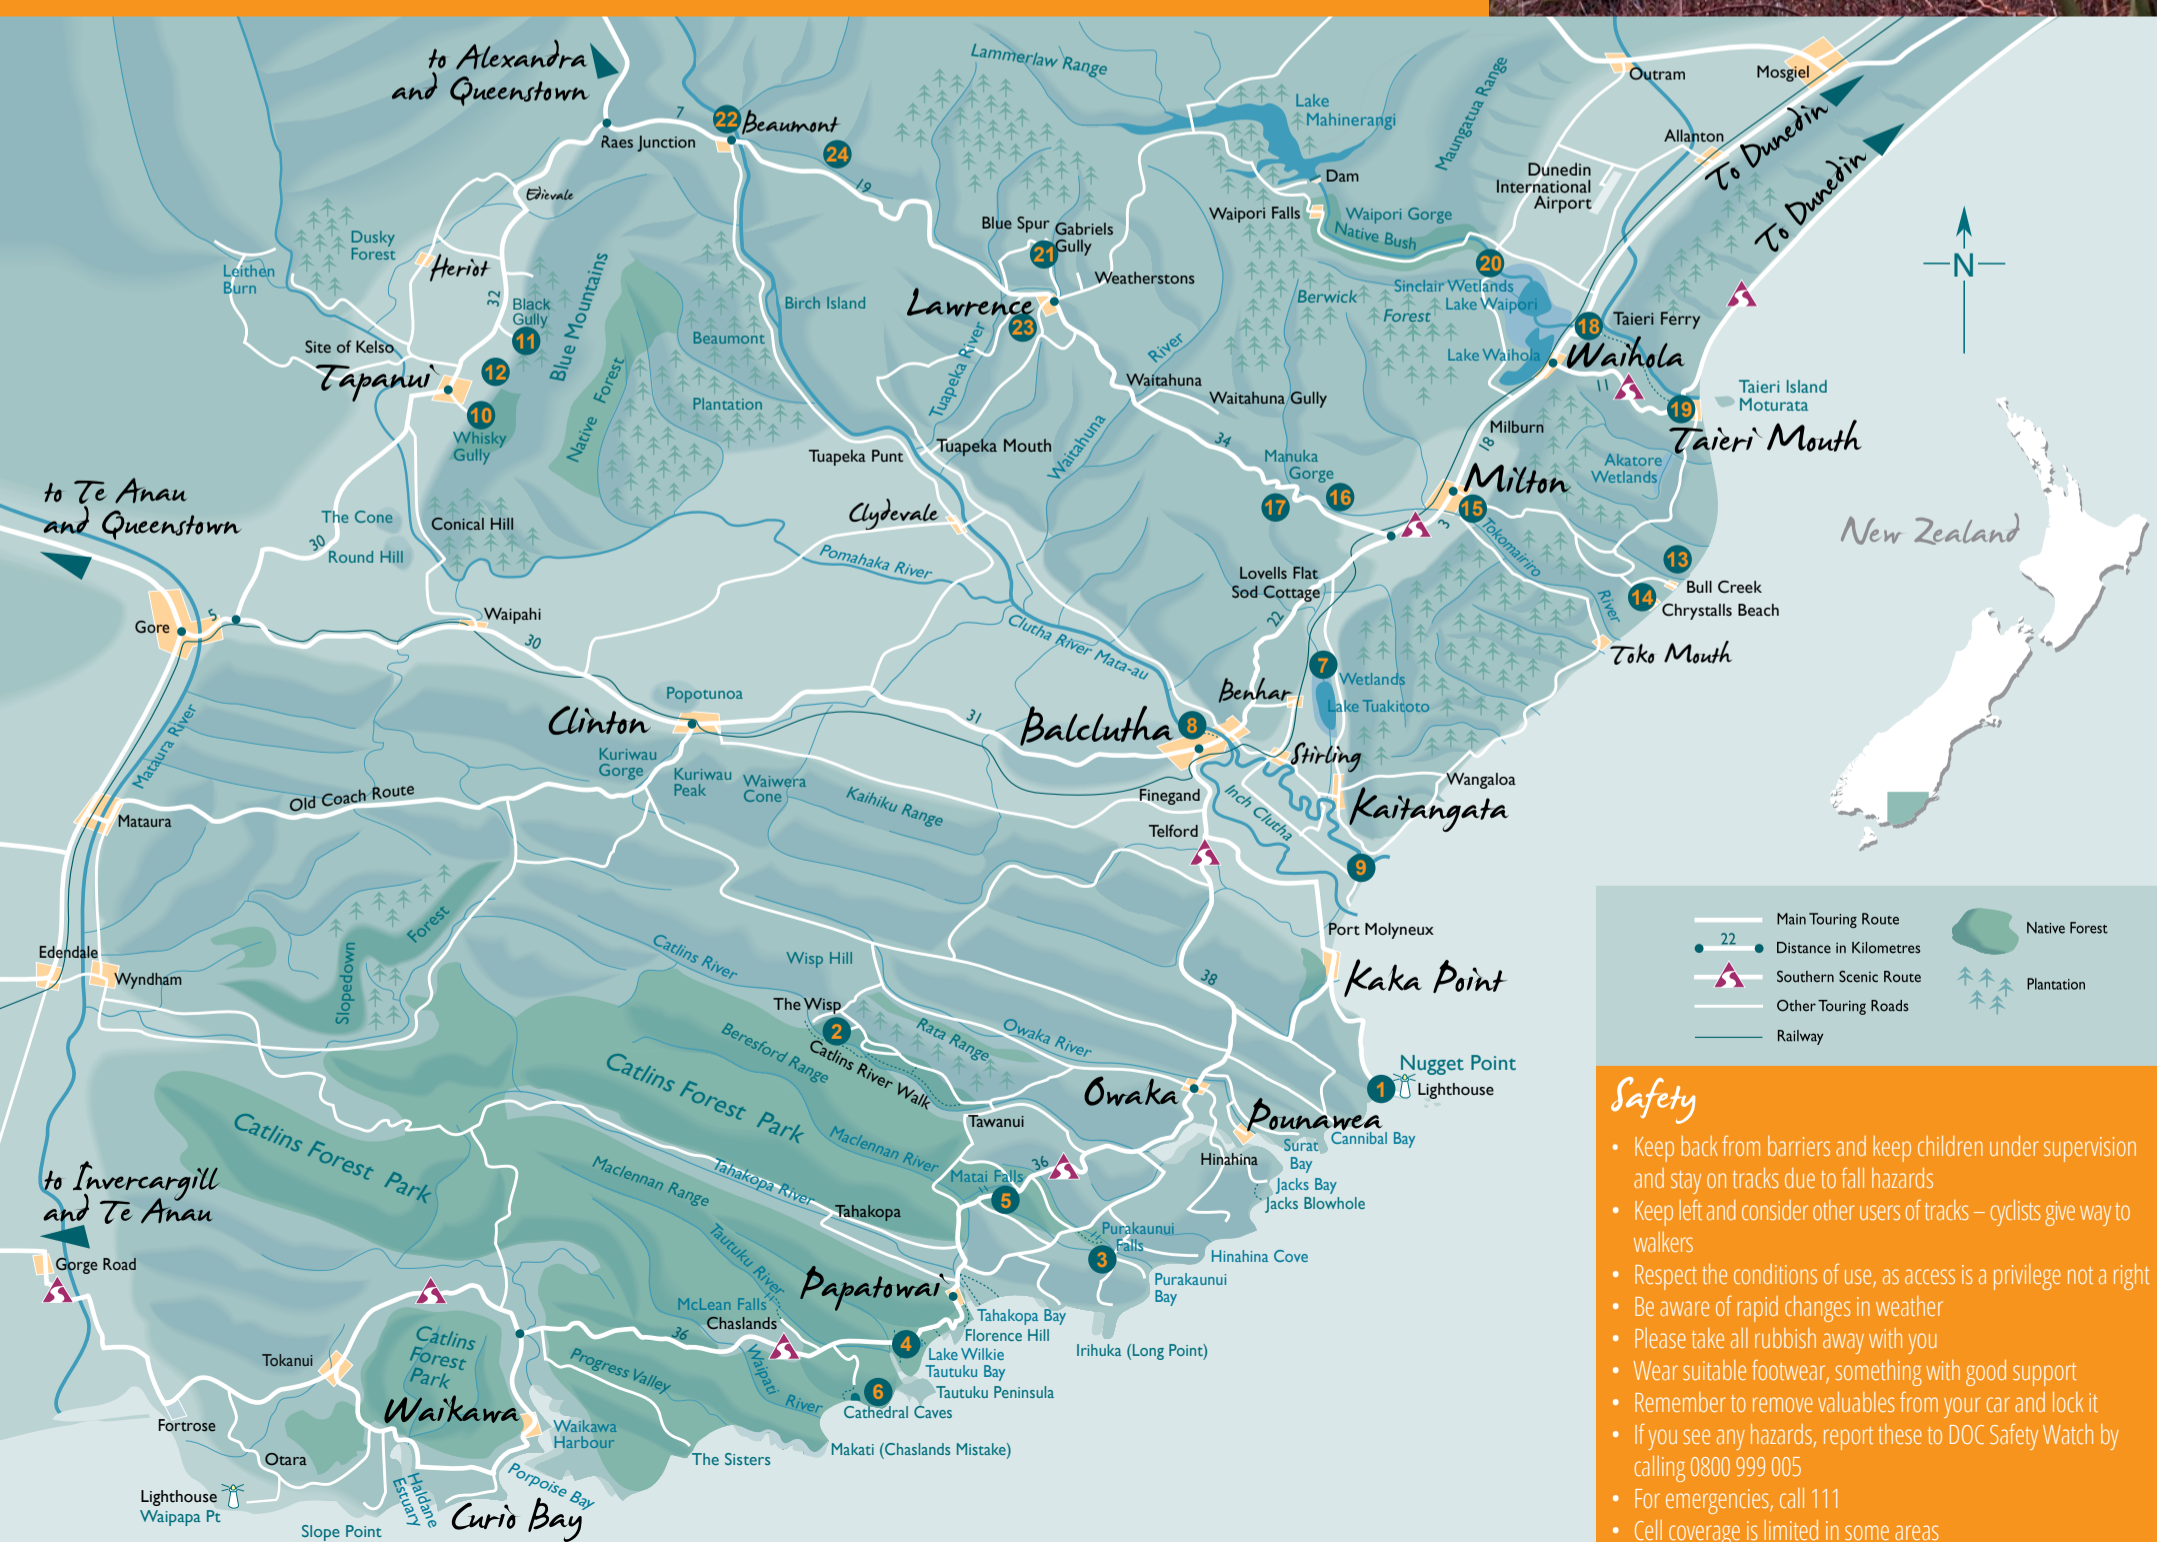 to Alexandra
and Queenstown
Raes Junction
7
22
Beaumont
24
19
Lammerlaw Range
Lake
Mahinerangi
Maungatua Range
Outram
Mosgiel
Allanton
To Dunedin
To Dunedin
Dunedin
International
Airport
Dam
Waipori Falls
Waipori Gorge
Native Bush
20
Sinclair Wetlands
Lake Waipori
Berwick
Forest
Edievale
Dusky
Forest
Heriot
Leithen
Burn
32
Black
Gully
11
Blue Mountains
Site of Kelso
Tapanui
12
10
Whisky
Gully
Native Forest
Beaumont
Plantation
Birch Island
Blue Spur
Gabriels
Gully
21
Weatherstons
Lawrence
23
Tuapeka River
Waitahuna
River
Waitahuna
Waitahuna Gully
34
Tuapeka Punt
Tuapeka Mouth
Manuka
Gorge
17
16
18
Taieri Ferry
Lake Waihola
Waihola
11
19
Taieri Island
Moturata
Taieri Mouth
Milburn
18
Akatore
Wetlands
Milton
15
3
Tokomairiro
River
13
Bull Creek
14
Chrystalls Beach
Toko Mouth
N
New Zealand
to Te Anau
and Queenstown
The Cone
Round Hill
30
Conical Hill
Clydevale
Pomahaka River
Lovells Flat
Sod Cottage
22
Gore
5
Waipahi
30
Clutha River Mata-au
7
Wetlands
Lake Tuakitoto
Benhar
Popotunoa
Clinton
31
Balclutha
8
Stirling
Wangaloa
Kaitangata
Mataura River
Kuriwau
Gorge
Kuriwau
Peak
Waiwera
Cone
Kaihiku Range
Old Coach Route
Mataura
Finegand
Telford
Inch Clutha
9
Port Molyneux
Kaka Point
Edendale
Wyndham
Slopedown
Forest
Catlins River
Wisp Hill
The Wisp
2
Catlins River Walk
Beresford Range
Rata Range
Owaka River
38
Nugget Point
1
Lighthouse
Catlins Forest Park
Catlins Forest Park
Owaka
Pounawea
Tawanui
Surat
Bay
Cannibal Bay
Hinahina
Jacks Bay
Jacks Blowhole
Maclennan River
Maclennan Range
Tahakopa River
Tahakopa
Matai Falls
36
5
Purakaunui
Falls
3
Hinahina Cove
Purakaunui
Bay
Irihuka (Long Point)
to Invercargill
and Te Anau
Gorge Road
Tautuku River
Papatowai
McLean Falls
Chaslands
36
Tahakopa Bay
Florence Hill
4
Lake Wilkie
Tautuku Bay
Tautuku Peninsula
6
Cathedral Caves
Makati (Chaslands Mistake)
Waipati
River
Progress Valley
The Sisters
Tokanui
Catlins
Forest
Park
Waikawa
Waikawa
Harbour
Fortrose
Otara
Lighthouse
Waipapa Pt
Slope Point
Haldane
Estuary
Porpoise Bay
Curio Bay
Main Touring Route
22
Distance in Kilometres
Southern Scenic Route
Other Touring Roads
Railway
Native Forest
Plantation
Safety
• Keep back from barriers and keep children under supervision
and stay on tracks due to fall hazards
• Keep left and consider other users of tracks – cyclists give way to
walkers
• Respect the conditions of use, as access is a privilege not a right
• Be aware of rapid changes in weather
• Please take all rubbish away with you
• Wear suitable footwear, something with good support
• Remember to remove valuables from your car and lock it
• If you see any hazards, report these to DOC Safety Watch by
calling 0800 999 005
• For emergencies, call 111
• Cell coverage is limited in some areas